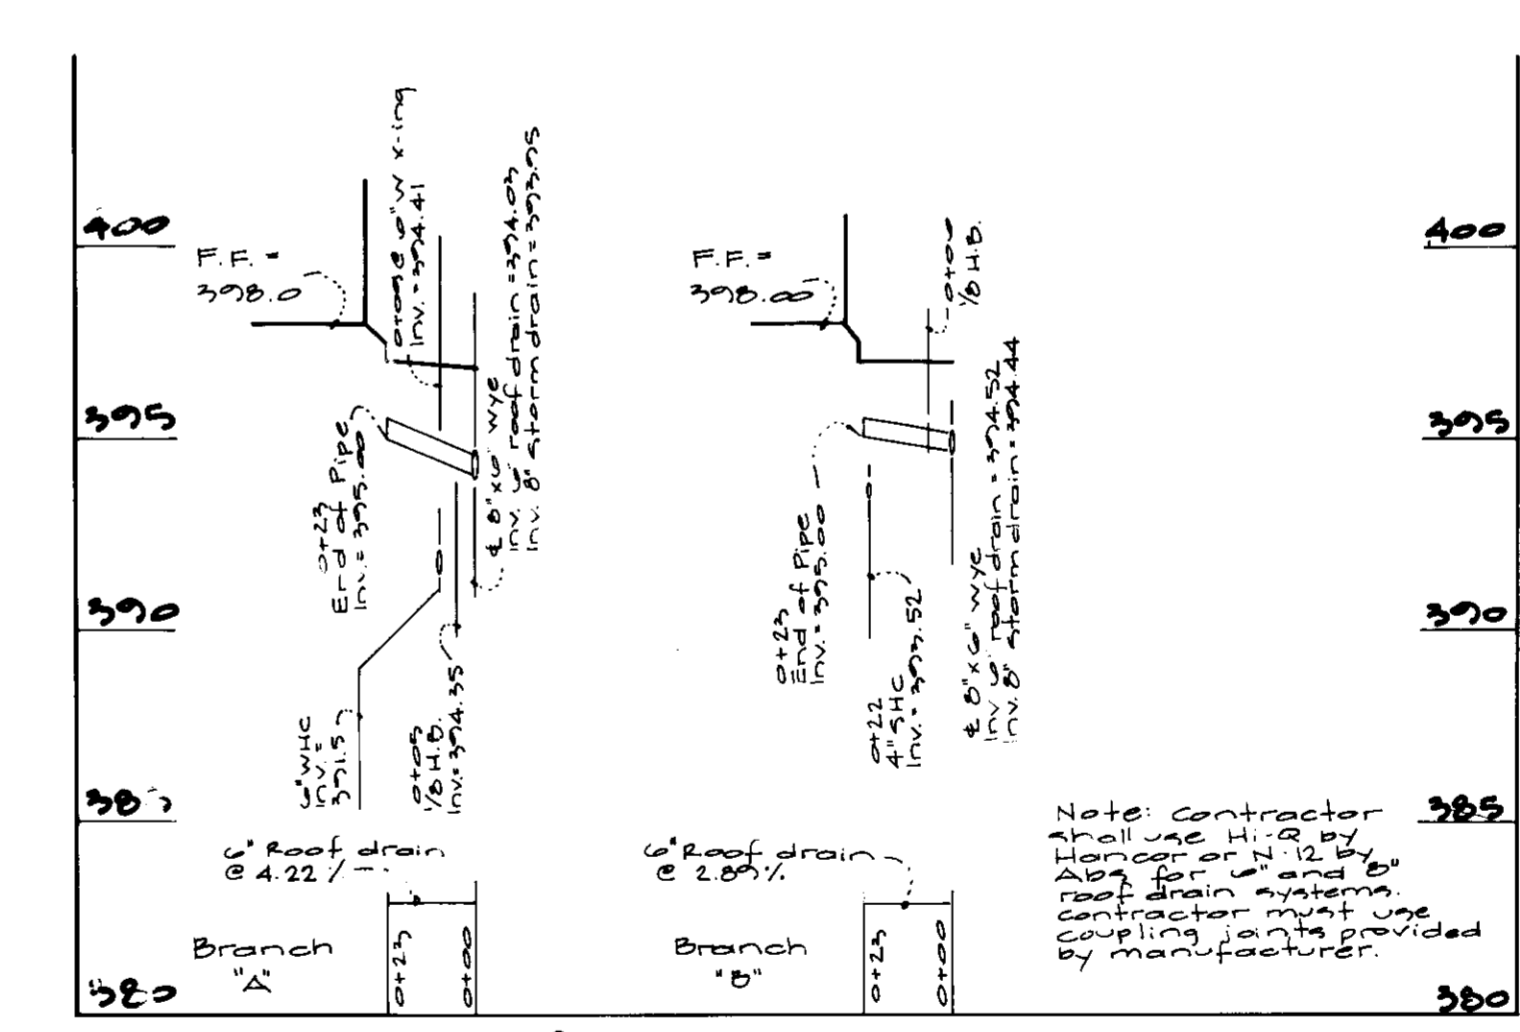 400
395
390
380
F.F. =
398.0
0+09@ 6"W x-ing
Inv. = 394.41
0+23
End of Pipe
Inv. = 395.00
℄ 8"x6" Wye
Inv. 6" roof drain = 394.03
Inv. 8" storm drain = 393.95
6"WHC
Inv. =
391.5
0+05
1/8 H.B.
Inv. = 394.35
6" Roof drain
@ 4.22%
Branch
"A"
0+23
0+00
F.F. =
398.00
0+06
1/8 H.B.
0+23
End of Pipe
Inv. = 395.00
0+22
4" SHC
Inv. = 393.52
℄ 8"x6" Wye
Inv 6" roof drain = 394.52
Inv. 8" storm drain = 394.44
6" Roof drain
@
Branch
"B"
0+23
0+00
Note: Contractor
shall use Hi-Q by
Hancor or N-12 by
Abs for 6" and 8"
roof drain systems.
Contractor must use
coupling joints provided
by manufacturer.
400
395
390
385
380